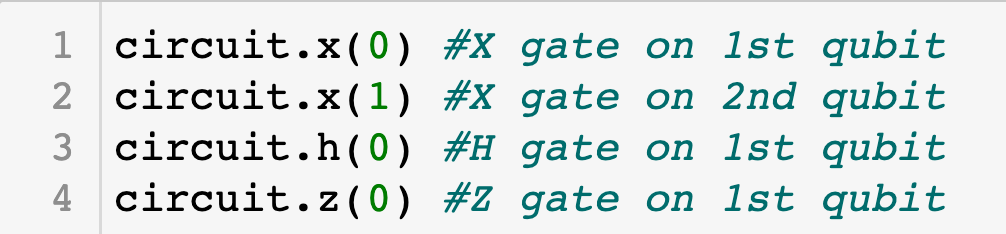 1 circuit.x(0) #X gate on 1st qubit
2 circuit.x(1) #X gate on 2nd qubit
3 circuit.h(0) #H gate on 1st qubit
4 circuit.z(0) #Z gate on 1st qubit